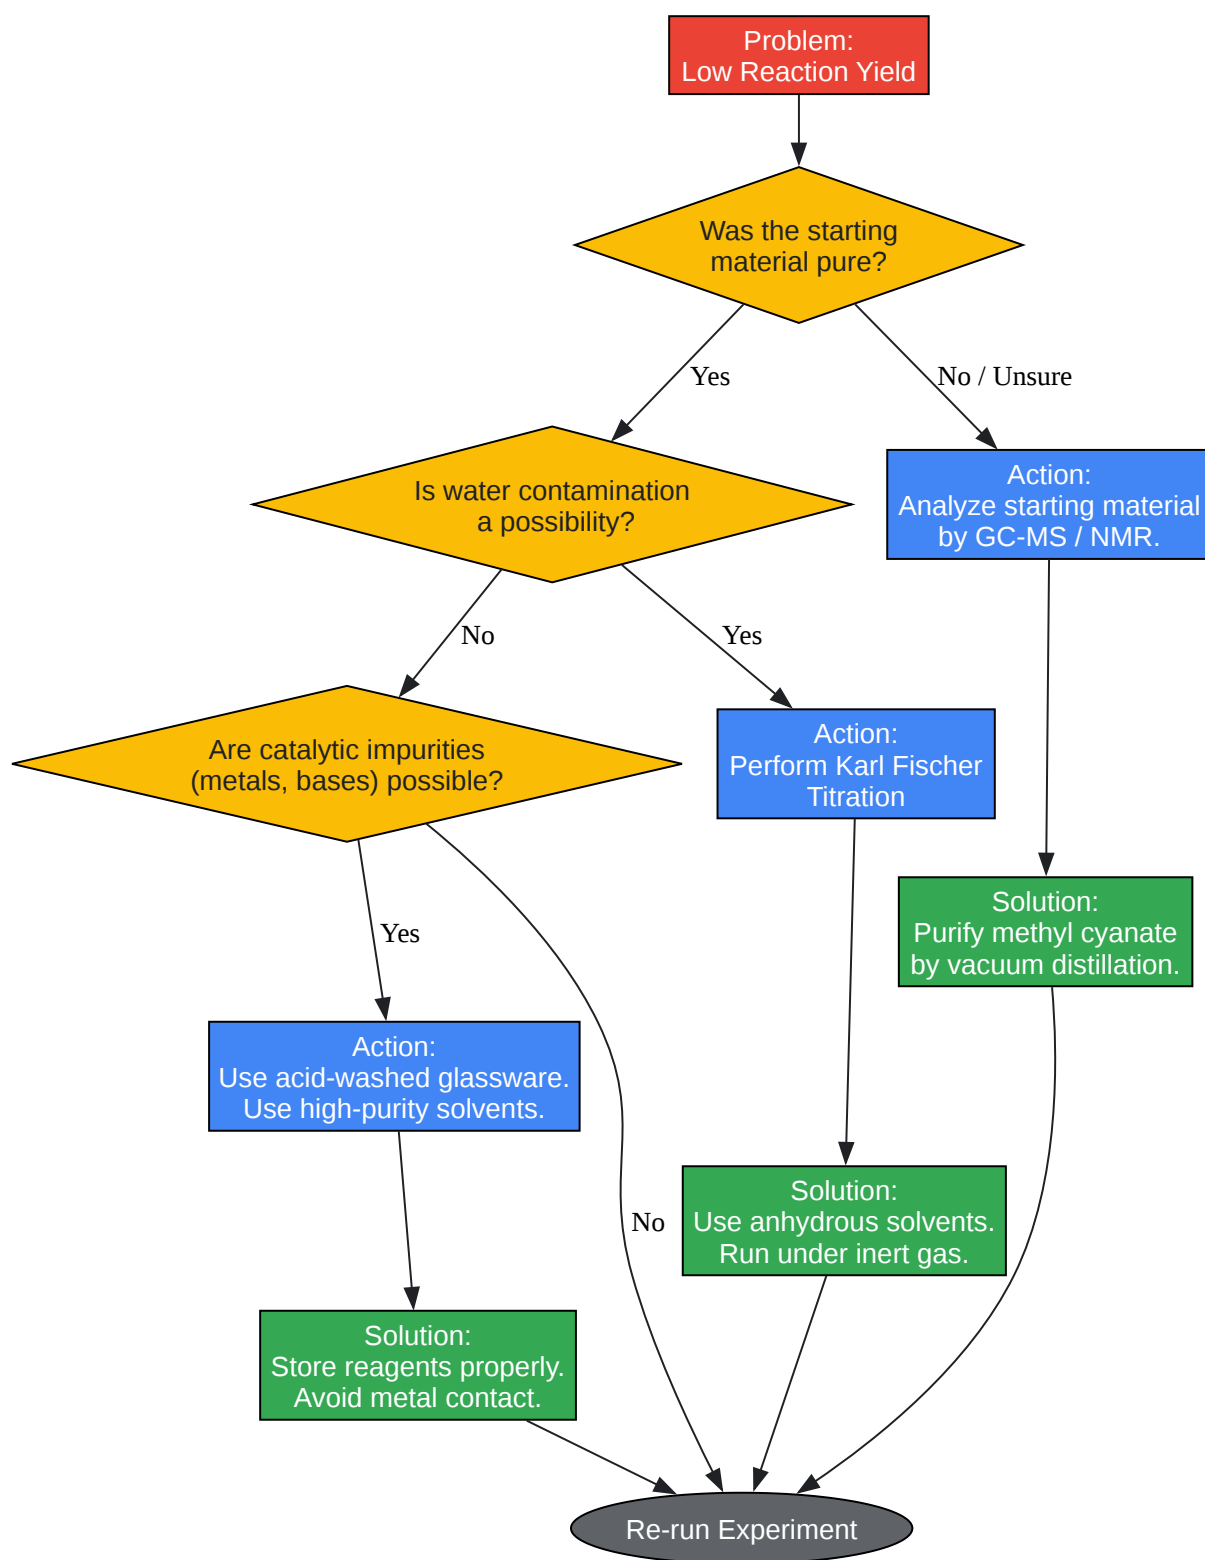 Problem:
Low Reaction Yield
Was the starting
material pure?
Yes
No / Unsure
Is water contamination
a possibility?
Action:
Analyze starting material
by GC-MS / NMR.
No
Yes
Are catalytic impurities
(metals, bases) possible?
Action:
Perform Karl Fischer
Titration
Solution:
Purify methyl cyanate
by vacuum distillation.
Yes
Action:
Use acid-washed glassware.
Use high-purity solvents.
No
Solution:
Use anhydrous solvents.
Run under inert gas.
Solution:
Store reagents properly.
Avoid metal contact.
Re-run Experiment